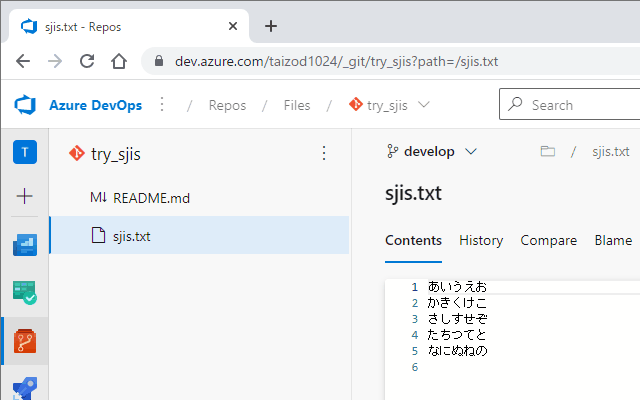 sjis.txt - Repos
dev.azure.com/taizod1024/_git/try_sjis?path=/sjis.txt
Azure DevOps / Repos / Files / try_sjis
Search
T
try_sjis
README.md
sjis.txt
develop
/ sjis.txt
sjis.txt
Contents History Compare Blame
1 あいうえお
2 かきくけこ
3 さしすせぞ
4 たちつてと
5 なにぬねの
6